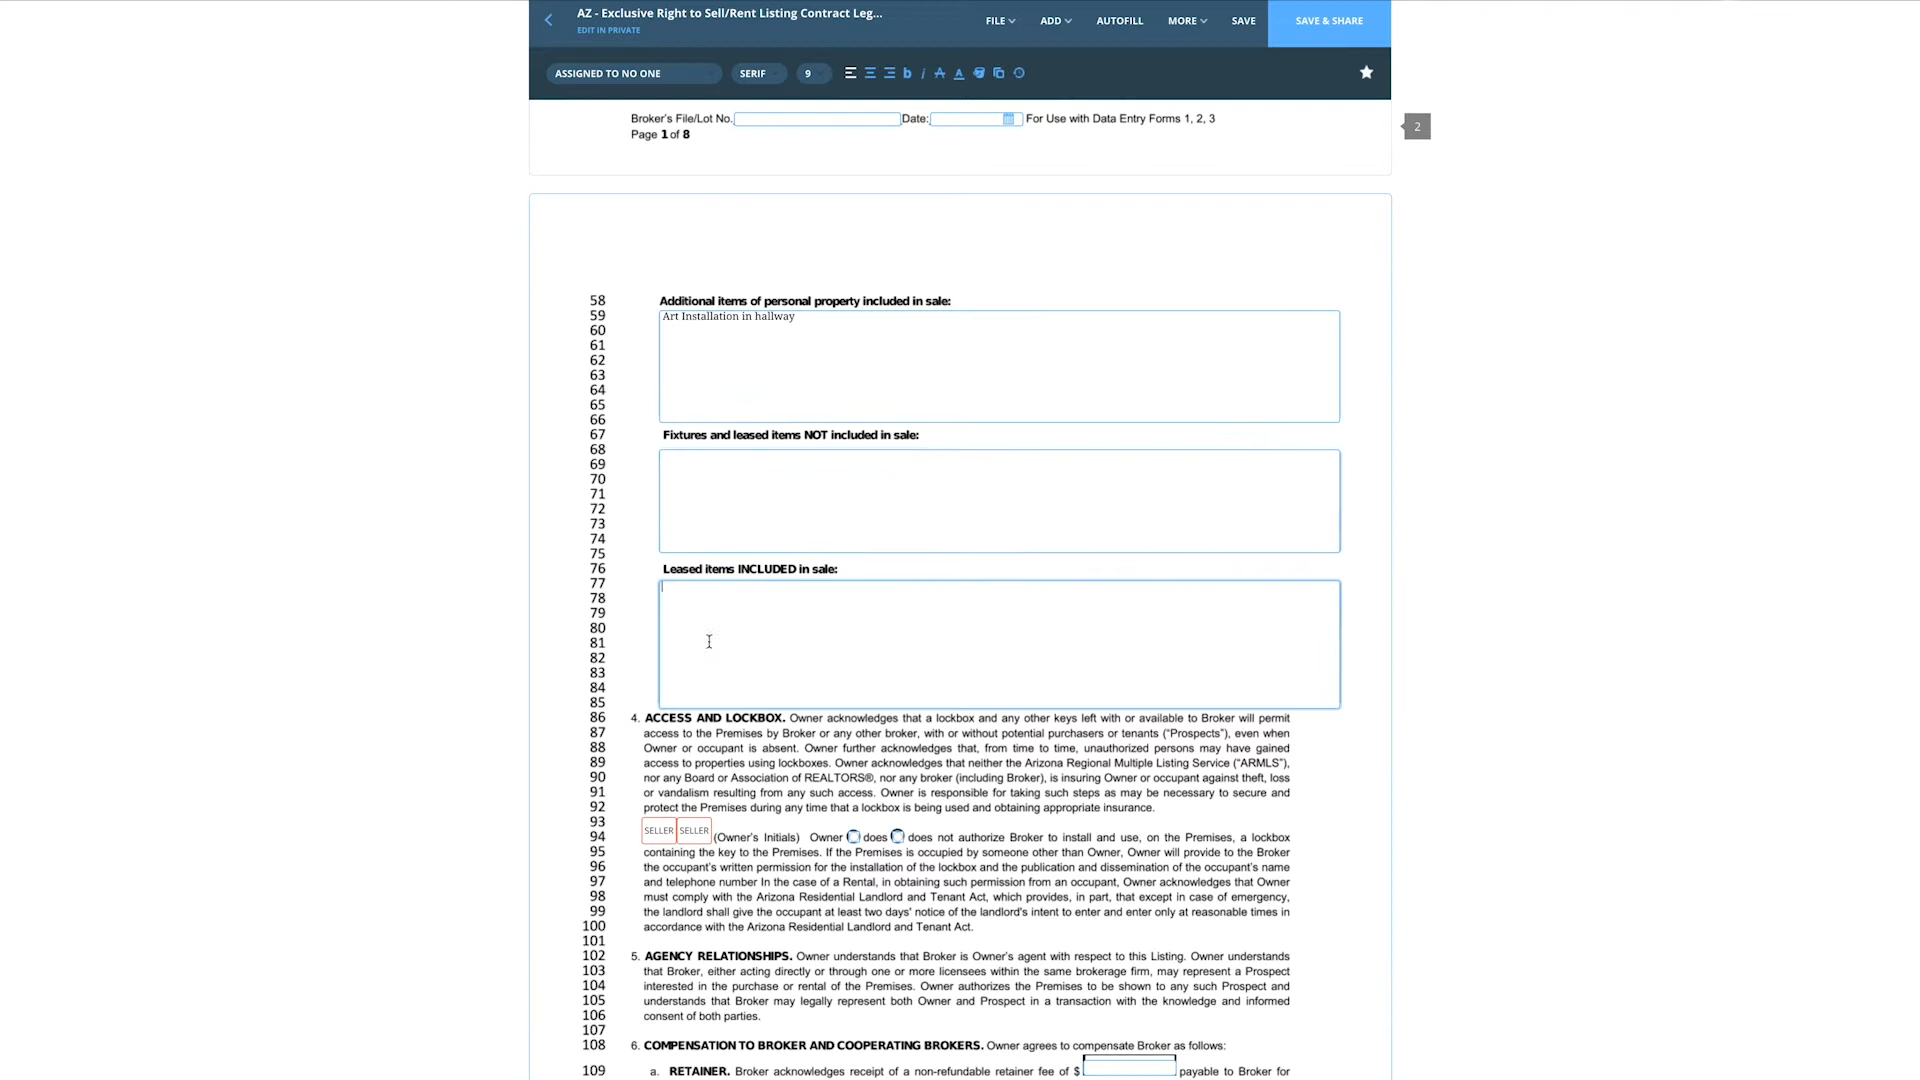 AZ - Exclusive Right to Sell/Rent Listing Contract Leg...
EDIT IN PRIVATE
FILE
ADD
AUTOFILL
MORE
SAVE
SAVE & SHARE
ASSIGNED TO NO ONE
SERIF
9
Broker's File/Lot No. Date: For Use with Data Entry Forms 1, 2, 3
Page 1 of 8
2
58 Additional items of personal property included in sale:
59 Art Installation in hallway
60
61
62
63
64
65
66
67 Fixtures and leased items NOT included in sale:
68
69
70
71
72
73
74
75
76 Leased items INCLUDED in sale:
77
78
79
80
81
82
83
84
85
86 4. ACCESS AND LOCKBOX. Owner acknowledges that a lockbox and any other keys left with or available to Broker will permit
87 access to the Premises by Broker or any other broker, with or without potential purchasers or tenants (“Prospects”), even when
88 Owner or occupant is absent. Owner further acknowledges that, from time to time, unauthorized persons may have gained
89 access to properties using lockboxes. Owner acknowledges that neither the Arizona Regional Multiple Listing Service (“ARMLS”),
90 nor any Board or Association of REALTORS®, nor any broker (including Broker), is insuring Owner or occupant against theft, loss
91 or vandalism resulting from any such access. Owner is responsible for taking such steps as may be necessary to secure and
92 protect the Premises during any time that a lockbox is being used and obtaining appropriate insurance.
93
94 SELLER SELLER (Owner's Initials) Owner does does not authorize Broker to install and use, on the Premises, a lockbox
95 containing the key to the Premises. If the Premises is occupied by someone other than Owner, Owner will provide to the Broker
96 the occupant's written permission for the installation of the lockbox and the publication and dissemination of the occupant's name
97 and telephone number In the case of a Rental, in obtaining such permission from an occupant, Owner acknowledges that Owner
98 must comply with the Arizona Residential Landlord and Tenant Act, which provides, in part, that except in case of emergency,
99 the landlord shall give the occupant at least two days' notice of the landlord's intent to enter and enter only at reasonable times in
100 accordance with the Arizona Residential Landlord and Tenant Act.
101
102 5. AGENCY RELATIONSHIPS. Owner understands that Broker is Owner's agent with respect to this Listing. Owner understands
103 that Broker, either acting directly or through one or more licensees within the same brokerage firm, may represent a Prospect
104 interested in the purchase or rental of the Premises. Owner authorizes the Premises to be shown to any such Prospect and
105 understands that Broker may legally represent both Owner and Prospect in a transaction with the knowledge and informed
106 consent of both parties.
107
108 6. COMPENSATION TO BROKER AND COOPERATING BROKERS. Owner agrees to compensate Broker as follows:
109 a. RETAINER. Broker acknowledges receipt of a non-refundable retainer fee of $ payable to Broker for